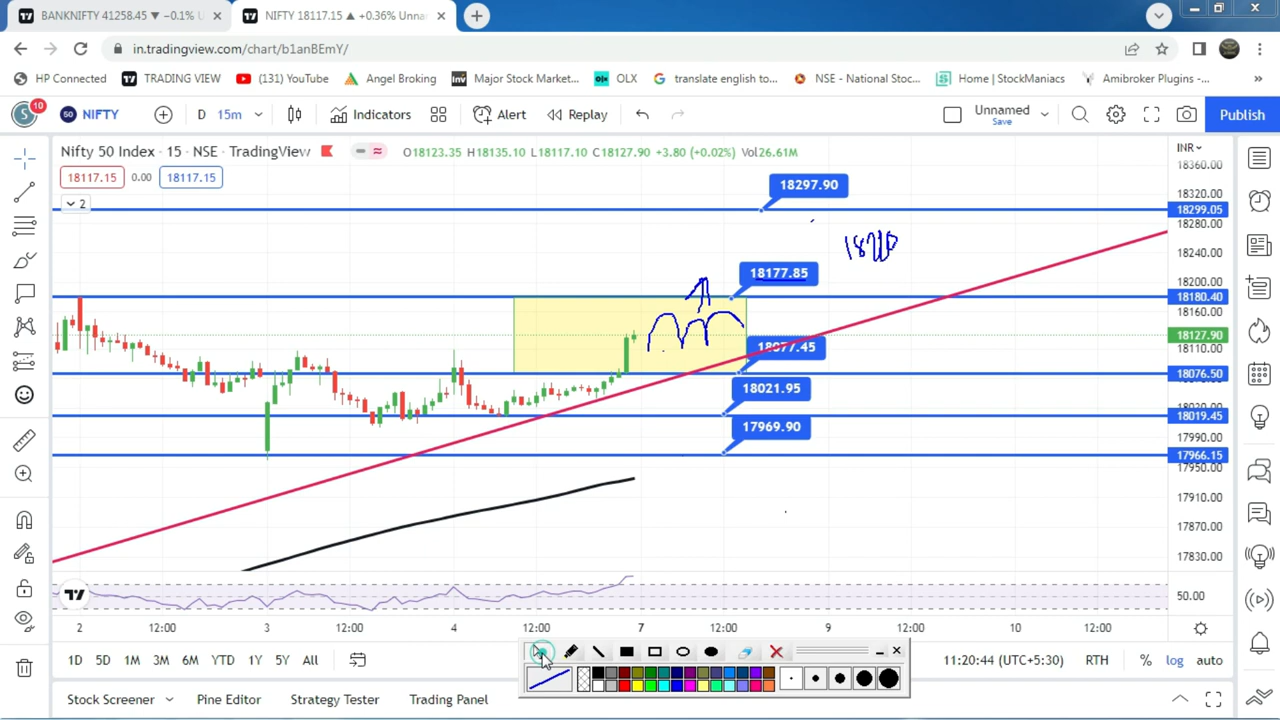 BANKNIFTY 41258.45 ▼ −0.1% U
NIFTY 18117.15 ▲ +0.36% Unna
in.tradingview.com/chart/b1anBEmY/
HP Connected
TRADING VIEW
(131) YouTube
Angel Broking
Major Stock Market...
OLX
translate english to...
NSE - National Stoc...
Home | StockManiacs
Amibroker Plugins -...
»
S 10
50 NIFTY
D 15m
Indicators
Alert
Replay
Unnamed
Save
Publish
Nifty 50 Index · 15 · NSE · TradingView
O18123.35 H18135.10 L18117.10 C18127.90 +3.80 (+0.02%) Vol26.61M
INR
18117.15 0.00 18117.15
2
18360.00
18320.00
18297.90
18299.05
18280.00
18240.00
18177.85
18200.00
18180.40
18160.00
18127.90
18110.00
18077.45
18076.50
18021.95
18019.45
17990.00
17969.90
17966.15
17950.00
17910.00
17870.00
17830.00
50.00
2 12:00 3 12:00 4 12:00 7 12:00 9 12:00 10 12:00
1D 5D 1M 3M 6M YTD 1Y 5Y All
11:20:44 (UTC+5:30) RTH % log auto
Stock Screener Pine Editor Strategy Tester Trading Panel